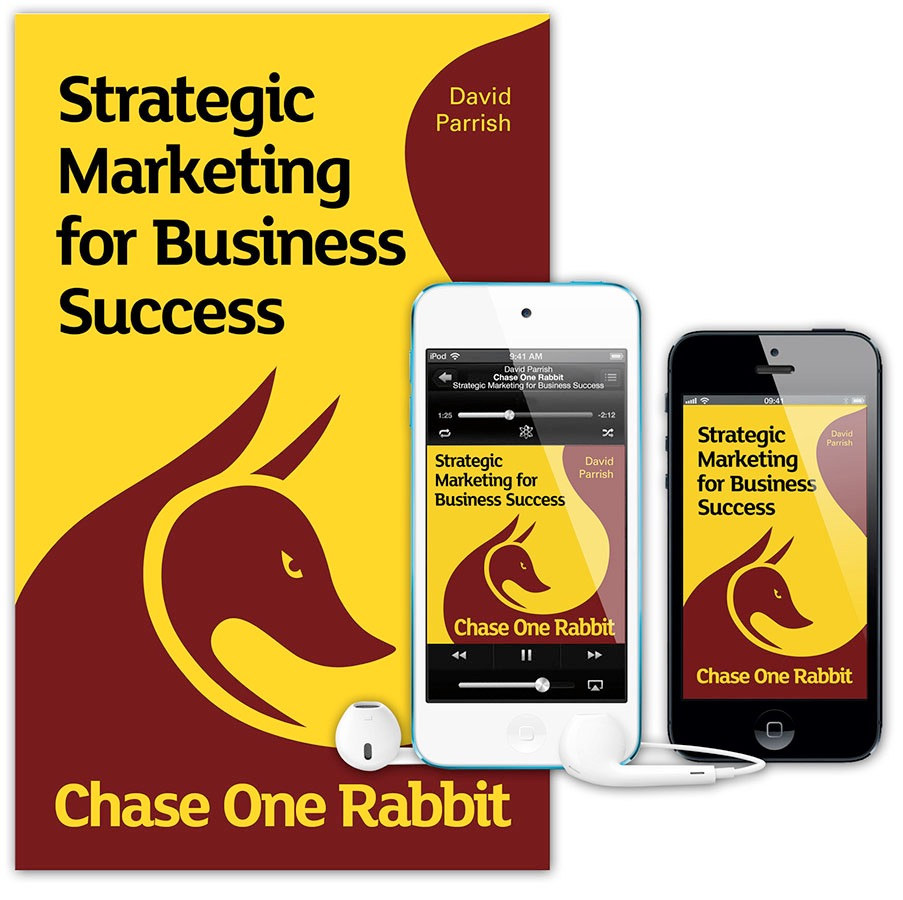 Strategic
Marketing
for Business
Success
David
Parrish
Chase One Rabbit
iPod
9:41 AM
David Parrish
Chase One Rabbit
Strategic Marketing for Business Success
1:25
-2:12
Strategic
Marketing for
Business Success
David
Parrish
Chase One Rabbit
09:41
Strategic
Marketing
for Business
Success
David
Parrish
Chase One Rabbit